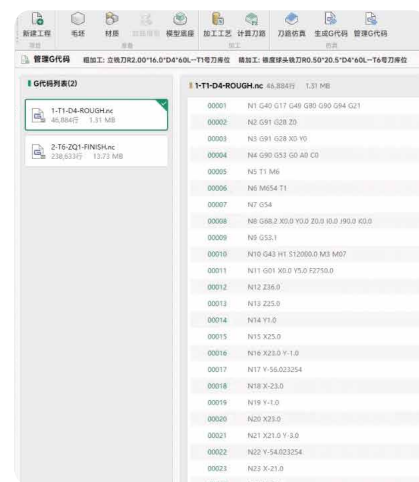 新建工程 毛坯 材质 模型底座 加工工艺 计算刀路 刀路仿真 生成G代码 管理G代码
项目 准备 加工 仿真
管理G代码 粗加工: 立铣刀R2.00*16.0*D4*60L--T1号刀库位 精加工: 锥度球头铣刀R0.50*20.5*D4*60L--T6号刀库位
G代码列表(2)
1-T1-D4-ROUGH.nc
46,884行 1.31 MB
2-T6-ZQ1-FINISH.nc
238,633行 13.73 MB
1-T1-D4-ROUGH.nc 46,884行 1.31 MB
00001 N1 G40 G17 G49 G80 G90 G94 G21
00002 N2 G91 G28 Z0
00003 N3 G91 G28 X0 Y0
00004 N4 G90 G53 G0 A0 C0
00005 N5 T1 M6
00006 N6 M654 T1
00007 N7 G54
00008 N8 G68.2 X0.0 Y0.0 Z0.0 I0.0 J90.0 K0.0
00009 N9 G53.1
00010 N10 G43 H1 S12000.0 M3 M07
00011 N11 G01 X0.0 Y5.0 F2750.0
00012 N12 Z36.0
00013 N13 Z25.0
00014 N14 Y1.0
00015 N15 X25.0
00016 N16 X23.0 Y-1.0
00017 N17 Y-56.023254
00018 N18 X-23.0
00019 N19 Y-1.0
00020 N20 X23.0
00021 N21 X21.0 Y-3.0
00022 N22 Y-54.023254
00023 N23 X-21.0